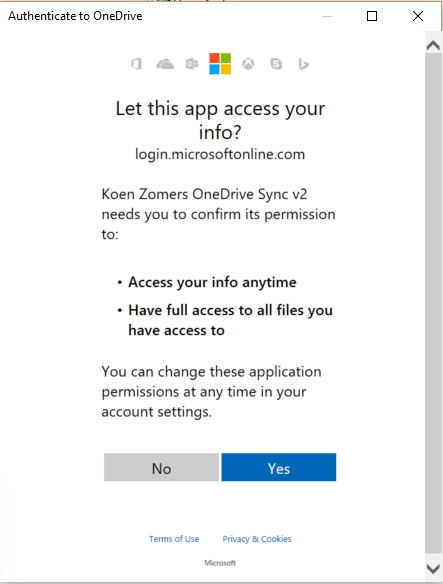 Authenticate to OneDrive
Let this app access your
info?
login.microsoftonline.com
Koen Zomers OneDrive Sync v2
needs you to confirm its permission
to:
• Access your info anytime
• Have full access to all files you
have access to
You can change these application
permissions at any time in your
account settings.
No Yes
Terms of Use Privacy & Cookies
Microsoft